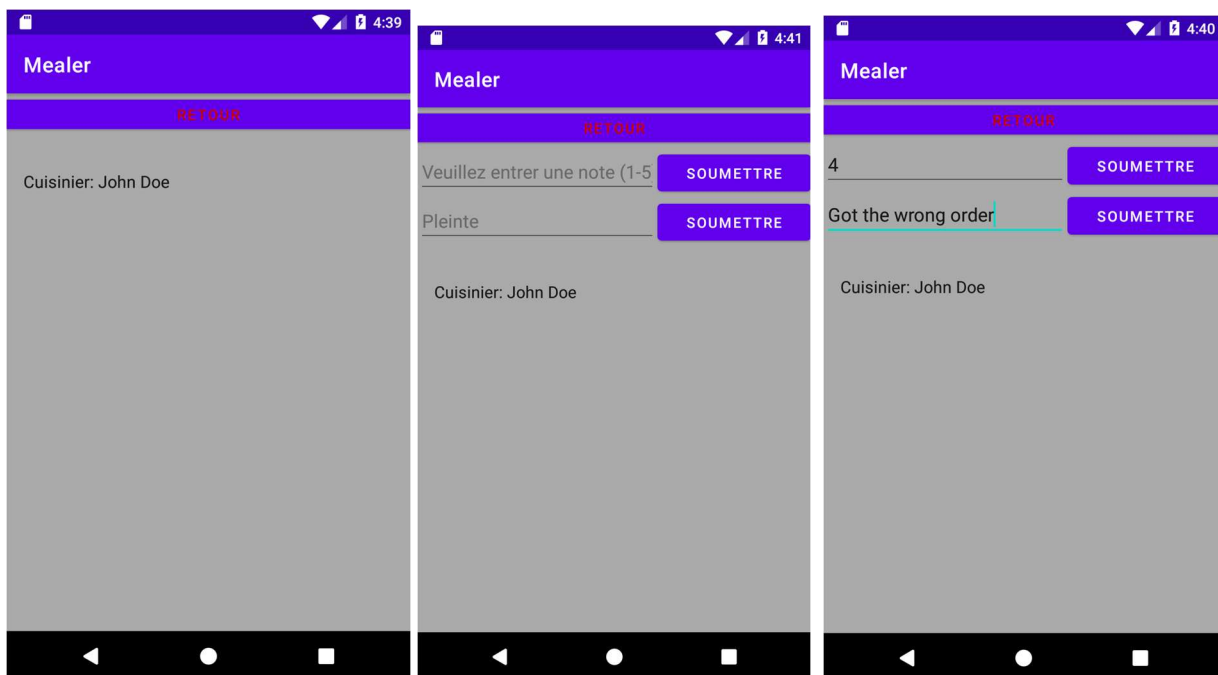 4:39
Mealer
RETOUR
Cuisinier: John Doe
4:41
Mealer
RETOUR
Veuillez entrer une note (1-5
SOUMETTRE
Pleinte
SOUMETTRE
Cuisinier: John Doe
4:40
Mealer
RETOUR
4
SOUMETTRE
Got the wrong order
SOUMETTRE
Cuisinier: John Doe